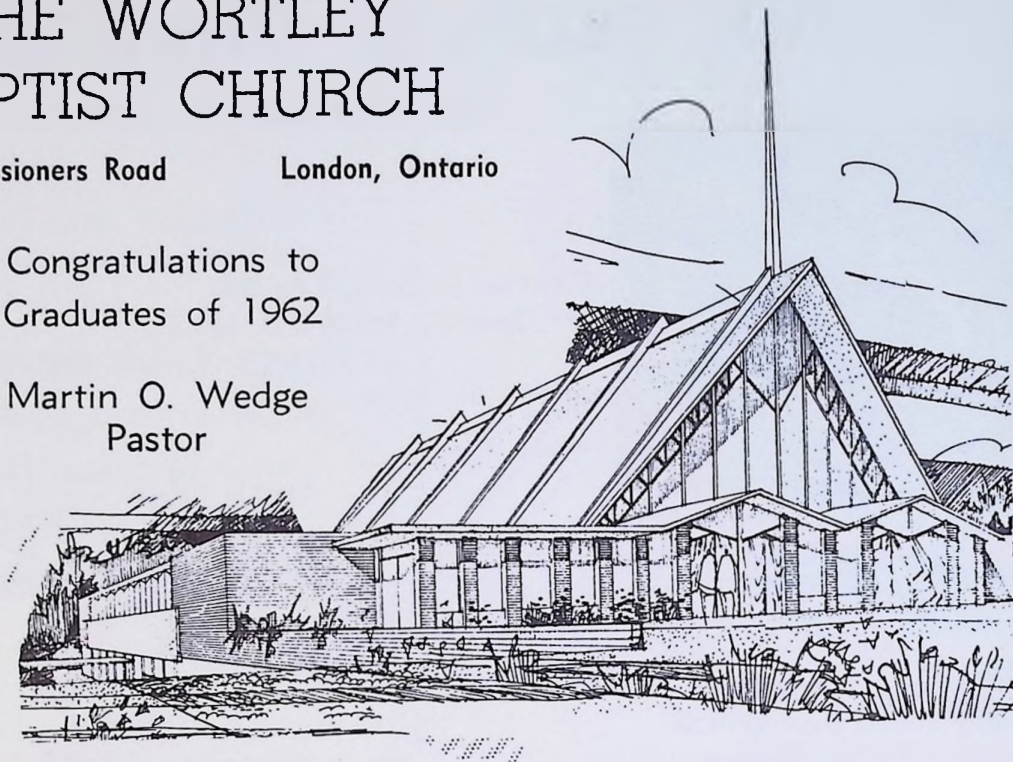 HE WORTLEY
PTIST CHURCH
sioners Road London, Ontario
Congratulations to
Graduates of 1962
Martin O. Wedge
Pastor